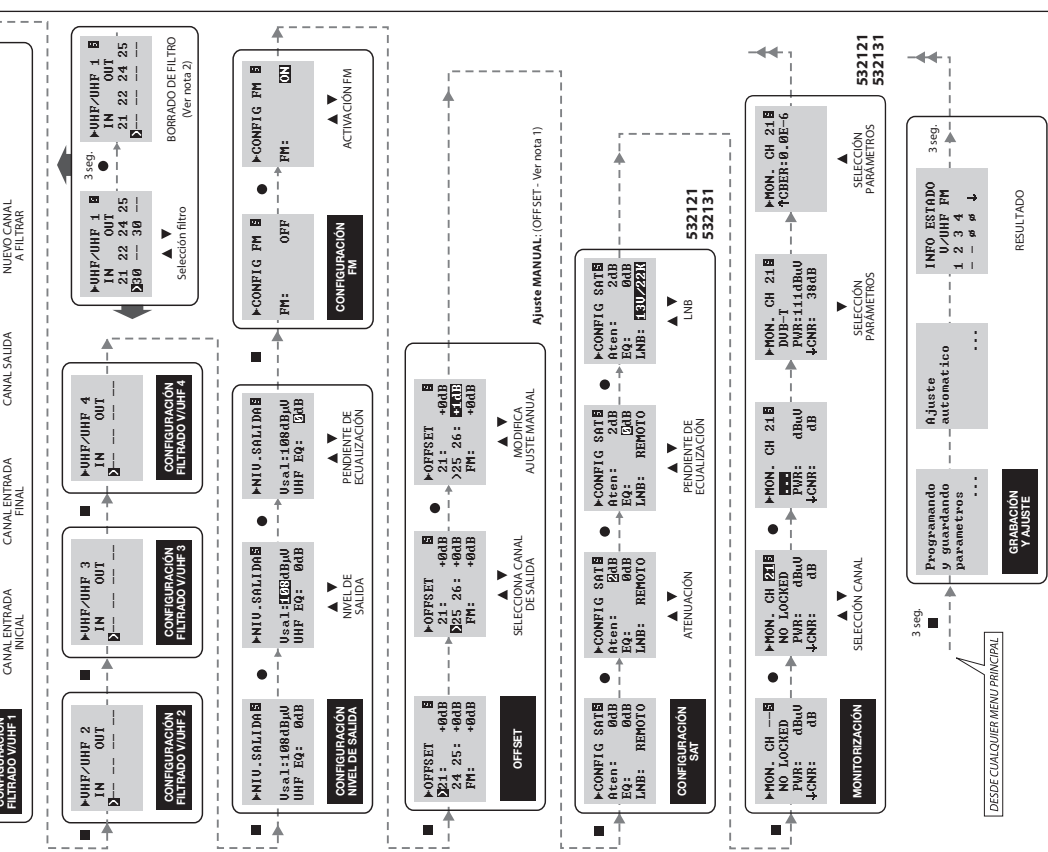 CONFIGURACIÓN
FILTRADO V/UHF 1
CANAL ENTRADA
INICIAL
CANAL ENTRADA
FINAL
CANAL SALIDA
NUEVO CANAL
A FILTRAR
▶UHF/UHF 2
IN OUT
-- -- --
CONFIGURACIÓN
FILTRADO V/UHF 2
▶UHF/UHF 3
IN OUT
-- -- --
CONFIGURACIÓN
FILTRADO V/UHF 3
▶UHF/UHF 4
IN OUT
-- -- --
CONFIGURACIÓN
FILTRADO V/UHF 4
▶UHF/UHF 1 S
IN OUT
21 22 24 25
30 -- 30 --
Selección filtro
3 seg.
▶UHF/UHF 1 S
IN OUT
21 22 24 25
-- -- --
BORRADO DE FILTRO
(Ver nota 2)
▶NIV.SALIDA S
Vsal:108dBµV
UHF EQ: 0dB
CONFIGURACIÓN
NIVEL DE SALIDA
▶NIV.SALIDA S
Vsal:108dBµV
UHF EQ: 0dB
NIVEL DE
SALIDA
▶NIV.SALIDA S
Vsal:108dBµV
UHF EQ: 0dB
PENDIENTE DE
ECUALIZACIÓN
▶CONFIG FM S
FM: OFF
CONFIGURACIÓN
FM
▶CONFIG FM S
FM: ON
ACTIVACIÓN FM
▶OFFSET S
>21: +0dB
24 25: +0dB
FM: +0dB
OFFSET
▶OFFSET S
21: +0dB
>25 26: +0dB
FM: +0dB
SELECCIONA CANAL
DE SALIDA
▶OFFSET S
21: +0dB
>25 26: +1dB
FM: +0dB
MODIFICA
AJUSTE MANUAL
Ajuste MANUAL: (OFFSET - Ver nota 1)
▶CONFIG SAT S
Aten: 0dB
EQ: 0dB
LNB: REMOTO
CONFIGURACIÓN
SAT
▶CONFIG SAT S
Aten: 2dB
EQ: 0dB
LNB: REMOTO
ATENUACIÓN
▶CONFIG SAT S
Aten: 2dB
EQ: 0dB
LNB: REMOTO
PENDIENTE DE
ECUALIZACIÓN
▶CONFIG SAT S
Aten: 2dB
EQ: 0dB
LNB: 13V/22K
LNB
532121
532131
▶MON. CH --S
NO LOCKED
PWR: dBuV
↓CNR: dB
MONITORIZACIÓN
▶MON. CH 21S
NO LOCKED
PWR: dBuV
↓CNR: dB
SELECCIÓN CANAL
▶MON. CH 21S
...
PWR: dBuV
↓CNR: dB
▶MON. CH 21S
DVB-T
PWR:111dBuV
↓CNR: 38dB
SELECCIÓN
PARÁMETROS
▶MON. CH 21S
↑CBER:0.0E-6
SELECCIÓN
PARÁMETROS
532121
532131
DESDE CUALQUIER MENU PRINCIPAL
3 seg.
Programando
y guardando
parametros
...
GRABACIÓN
Y AJUSTE
Ajuste
automatico
...
INFO ESTADO
U/UHF FM
1 2 3 4
- - ø ø ↓
RESULTADO
3 seg.